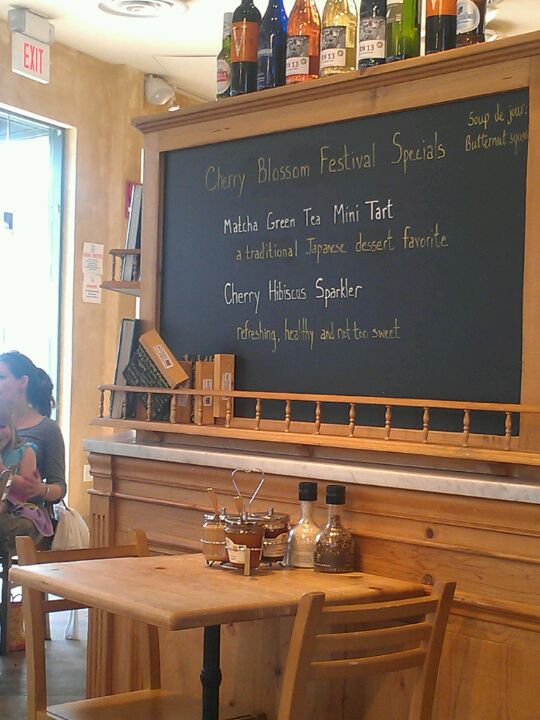 EXIT
Soup de jour:
Butternut squash
Cherry Blossom Festival Specials
Matcha Green Tea Mini Tart
a traditional Japanese dessert favorite
Cherry Hibiscus Sparkler
refreshing, healthy and not too sweet